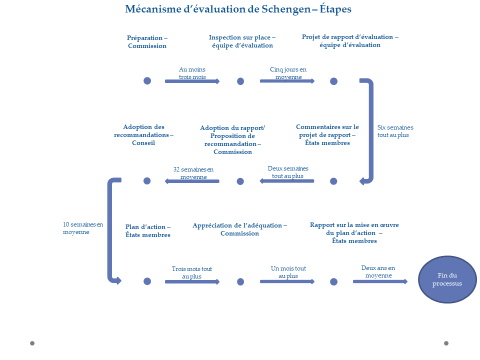 Mécanisme d'évaluation de Schengen – Étapes
Préparation –
Commission
Inspection sur place –
équipe d'évaluation
Projet de rapport d'évaluation –
équipe d'évaluation
Au moins
trois mois
Cinq jours en
moyenne
Six semaines
tout au plus
Commentaires sur le
projet de rapport –
États membres
Adoption du rapport/
Proposition de
recommandation –
Commission
Adoption des
recommandations –
Conseil
Deux semaines
tout au plus
32 semaines en
moyenne
10 semaines en
moyenne
Plan d'action –
États membres
Appréciation de l'adéquation –
Commission
Rapport sur la mise en œuvre
du plan d'action –
États membres
Trois mois tout
au plus
Un mois tout
au plus
Deux ans en
moyenne
Fin du
processus